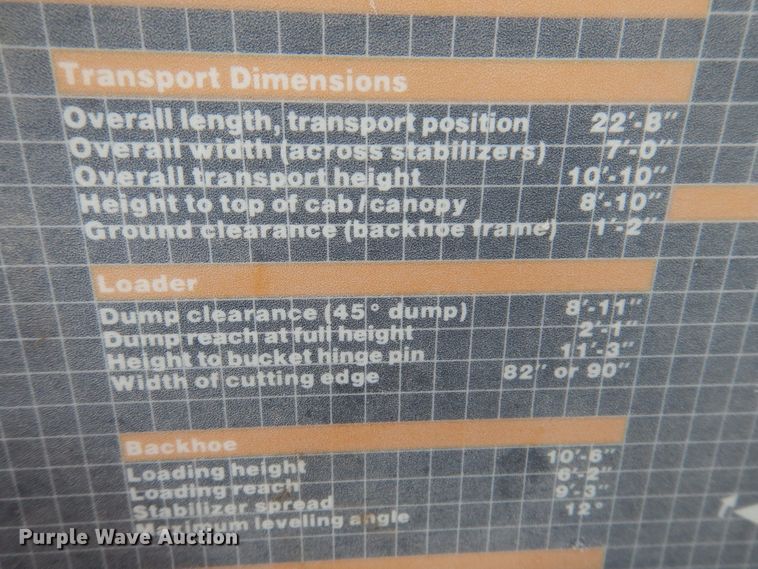 Transport Dimensions
Overall length, transport position 22'-8"
Overall width (across stabilizers) 7'-0"
Overall transport height 10'-10"
Height to top of cab/canopy 8'-10"
Ground clearance (backhoe frame) 1'-2"
Loader
Dump clearance (45° dump) 8'-11"
Dump reach at full height 2'-1"
Height to bucket hinge pin 11'-3"
Width of cutting edge 82" or 90"
Backhoe
Loading height 10'-6"
Loading reach 6'-2"
Stabilizer spread 9'-3"
Maximum leveling angle 12°
Purple Wave Auction